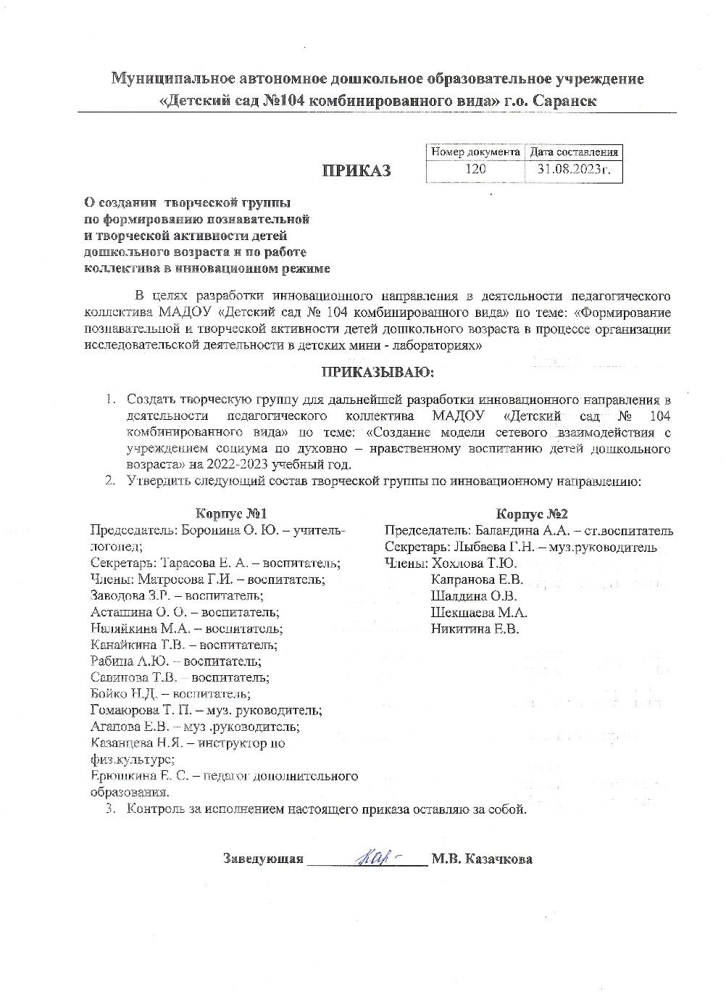 Муниципальное автономное дошкольное образовательное учреждение
«Детский сад №104 комбинированного вида» г.о. Саранск
Номер документа Дата составления
120 31.08.2023г.
ПРИКАЗ
О создании творческой группы
по формированию познавательной
и творческой активности детей
дошкольного возраста и по работе
коллектива в инновационном режиме
В целях разработки инновационного направления в деятельности педагогического
коллектива МАДОУ «Детский сад № 104 комбинированного вида» по теме: «Формирование
познавательной и творческой активности детей дошкольного возраста в процессе организации
исследовательской деятельности в детских мини - лабораториях»
ПРИКАЗЫВАЮ:
1. Создать творческую группу для дальнейшей разработки инновационного направления в
деятельности педагогического коллектива МАДОУ «Детский сад № 104
комбинированного вида» по теме: «Создание модели сетевого взаимодействия с
учреждением социума по духовно – нравственному воспитанию детей дошкольного
возраста» на 2022-2023 учебный год.
2. Утвердить следующий состав творческой группы по инновационному направлению:
Корпус №1
Председатель: Воронина О. Ю. – учитель-
логопед;
Секретарь: Тарасова Е. А. – воспитатель;
Члены: Матросова Г.И. – воспитатель;
Заводова З.Р. – воспитатель;
Асташина О. О. – воспитатель;
Наляйкина М.А. – воспитатель;
Канайкина Т.В. – воспитатель;
Рабина Л.Ю. – воспитатель;
Савинова Т.В. – воспитатель;
Бойко Н.Д. – воспитатель;
Гомаюрова Т. П. – муз. руководитель;
Агапова Е.В. – муз .руководитель;
Казанцева Н.Я. – инструктор по
физ.культуре;
Ерюшкина Е. С. – педагог дополнительного
образования.
Корпус №2
Председатель: Баландина А.А. – ст.воспитатель
Секретарь: Лыбаева Г.Н. – муз.руководитель
Члены: Хохлова Т.Ю.
Капранова Е.В.
Шалдина О.В.
Шекшаева М.А.
Никитина Е.В.
3. Контроль за исполнением настоящего приказа оставляю за собой.
Заведующая М.В. Казачкова